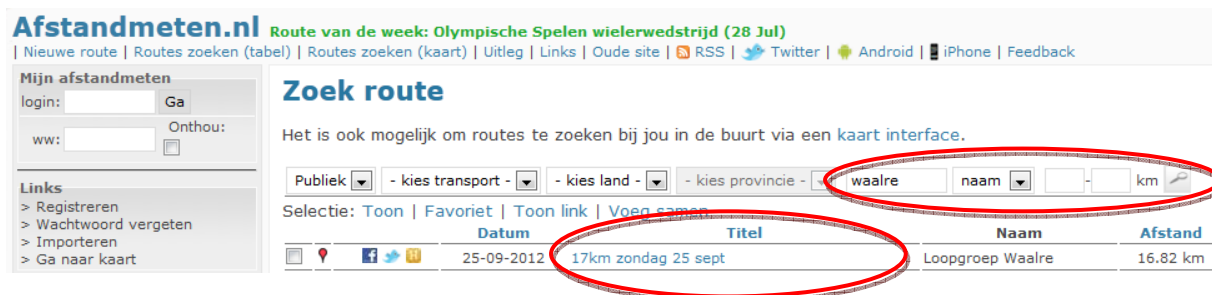 Afstandmeten.nl Route van de week: Olympische Spelen wielerwedstrijd (28 Jul)
| Nieuwe route | Routes zoeken (tabel) | Routes zoeken (kaart) | Uitleg | Links | Oude site | RSS | Twitter | Android | iPhone | Feedback
Mijn afstandmeten
login: Ga
ww: Onthou:
Links
> Registreren
> Wachtwoord vergeten
> Importeren
> Ga naar kaart
Zoek route
Het is ook mogelijk om routes te zoeken bij jou in de buurt via een kaart interface.
Publiek - kies transport - - kies land - - kies provincie - waalre naam - km
Selectie: Toon | Favoriet | Toon link | Voeg samen
Datum Titel Naam Afstand
25-09-2012 17km zondag 25 sept Loopgroep Waalre 16.82 km